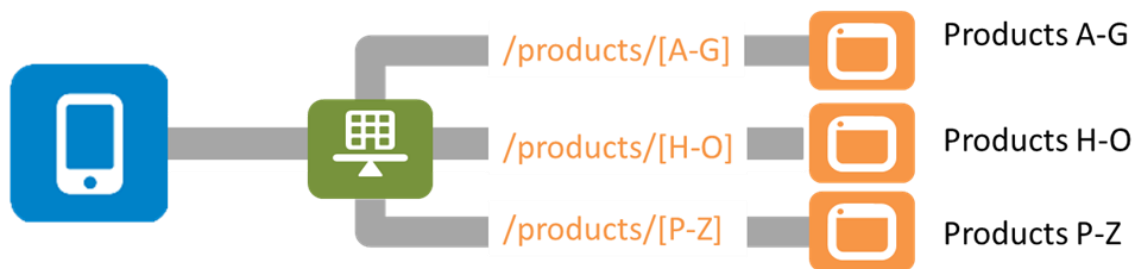 /products/[A-G]
Products A-G
/products/[H-O]
Products H-O
/products/[P-Z]
Products P-Z